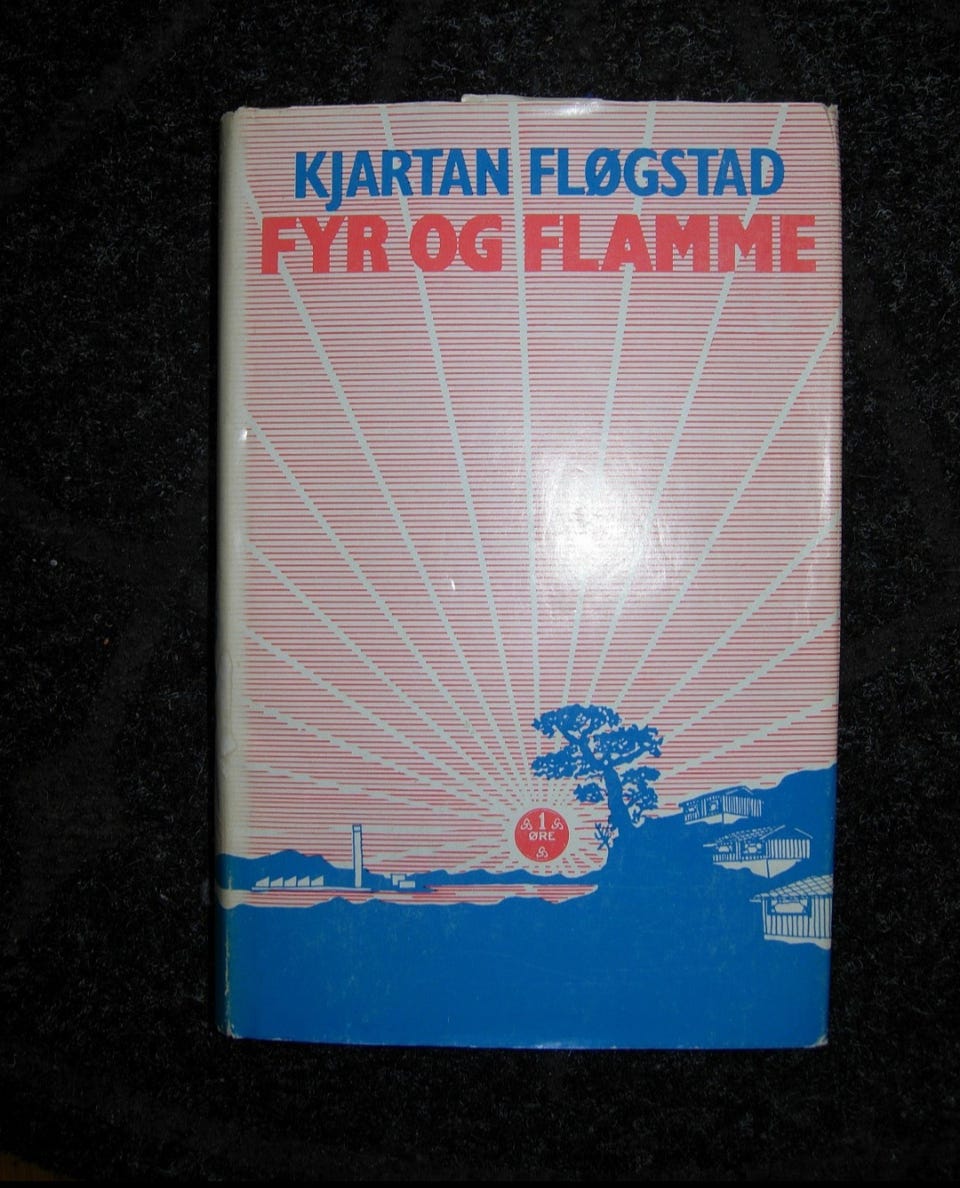 KJARTAN FLØGSTAD
FYR OG FLAMME
1
ØRE